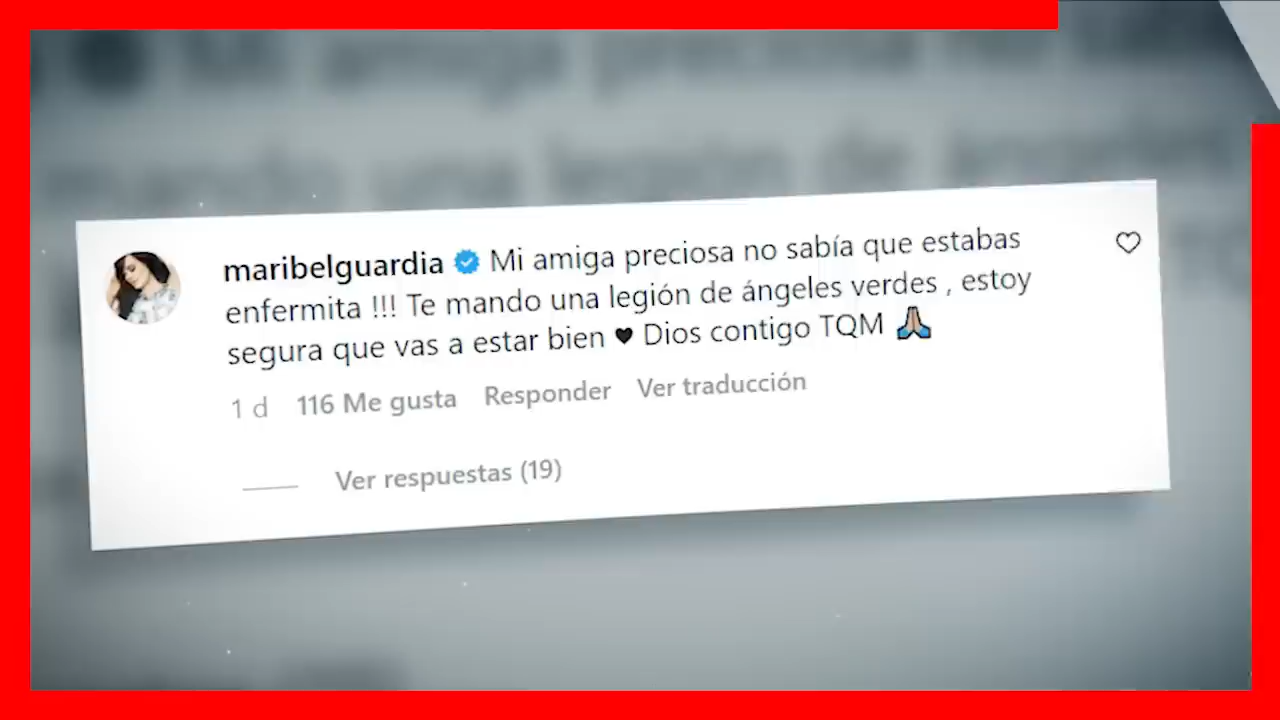 maribelguardia Mi amiga preciosa no sabía que estabas
enfermita !!! Te mando una legión de ángeles verdes , estoy
segura que vas a estar bien 🖤 Dios contigo TQM 🙏🏽
1 d 116 Me gusta Responder Ver traducción
Ver respuestas (19)